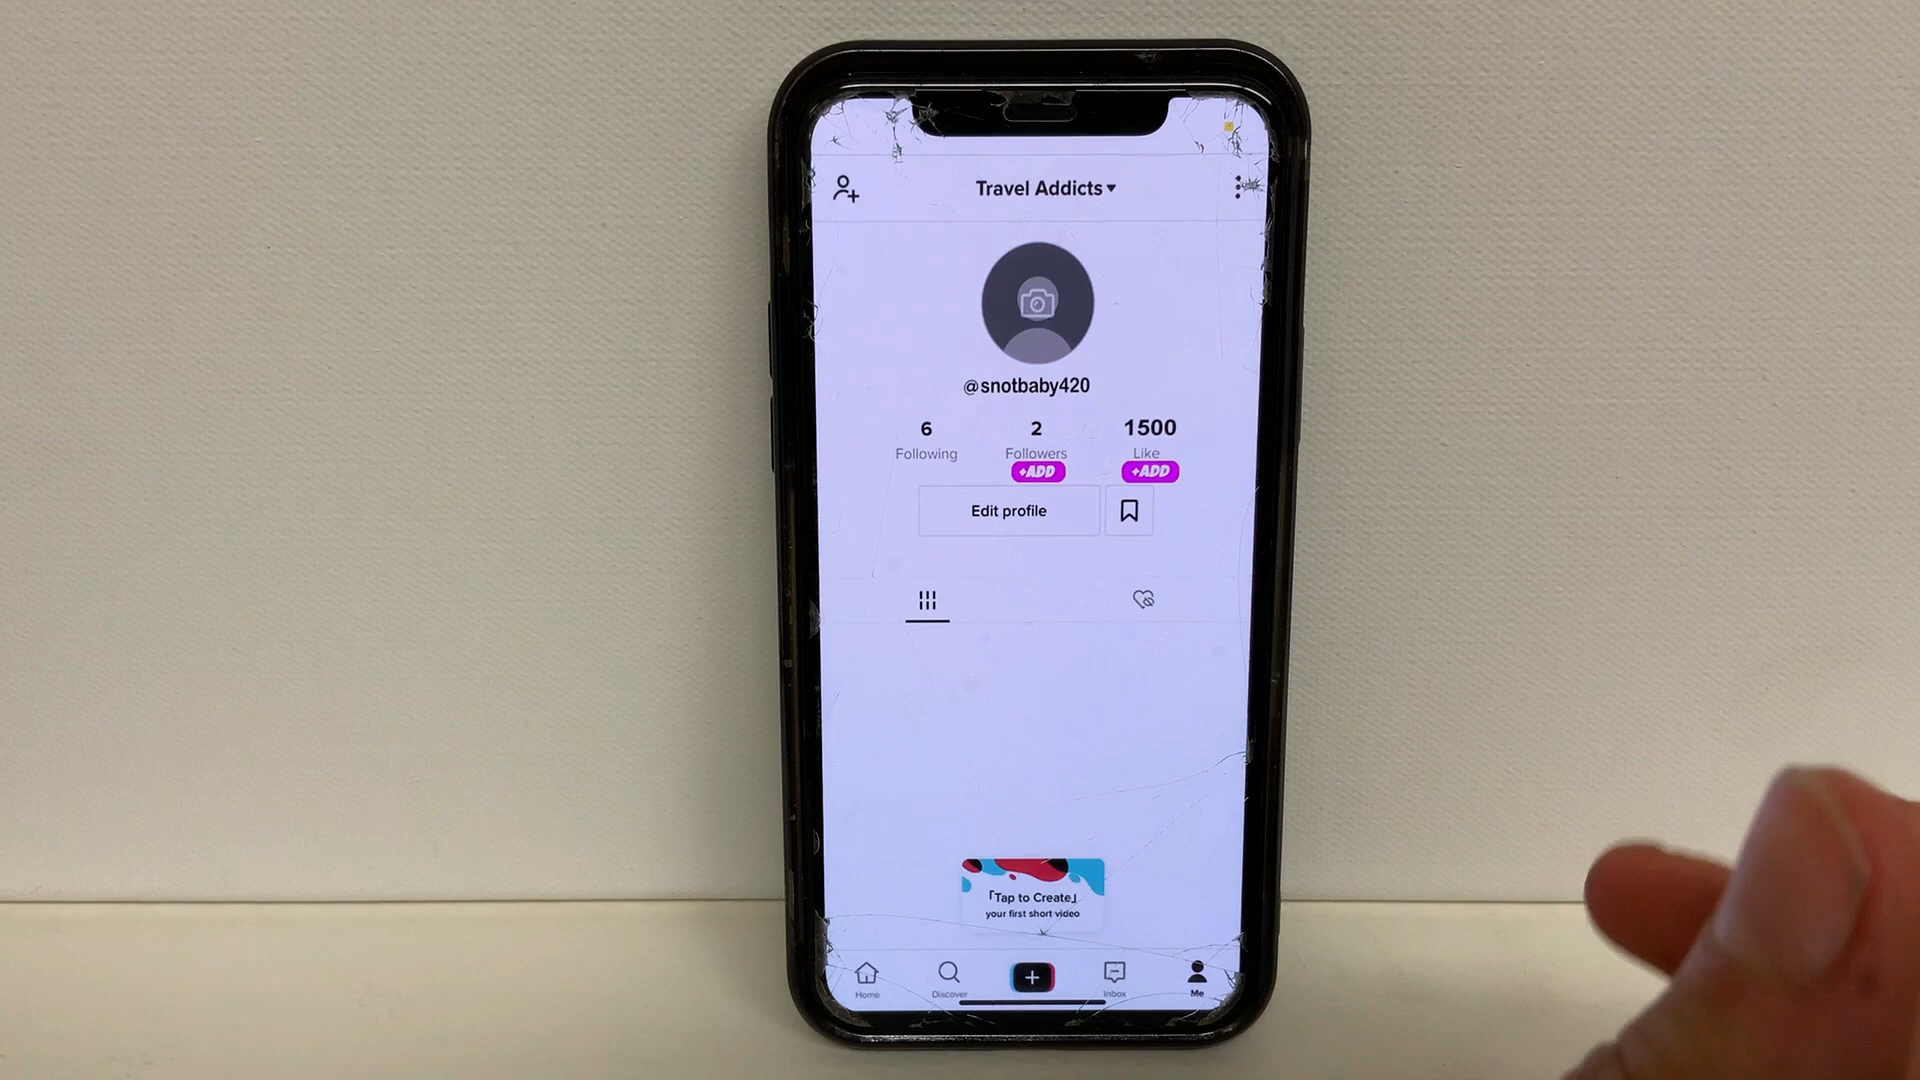 Travel Addicts
@snotbaby420
6 2 1500
Following Followers Like
+ADD +ADD
Edit profile
「Tap to Create」
your first short video
Home Discover Inbox Me